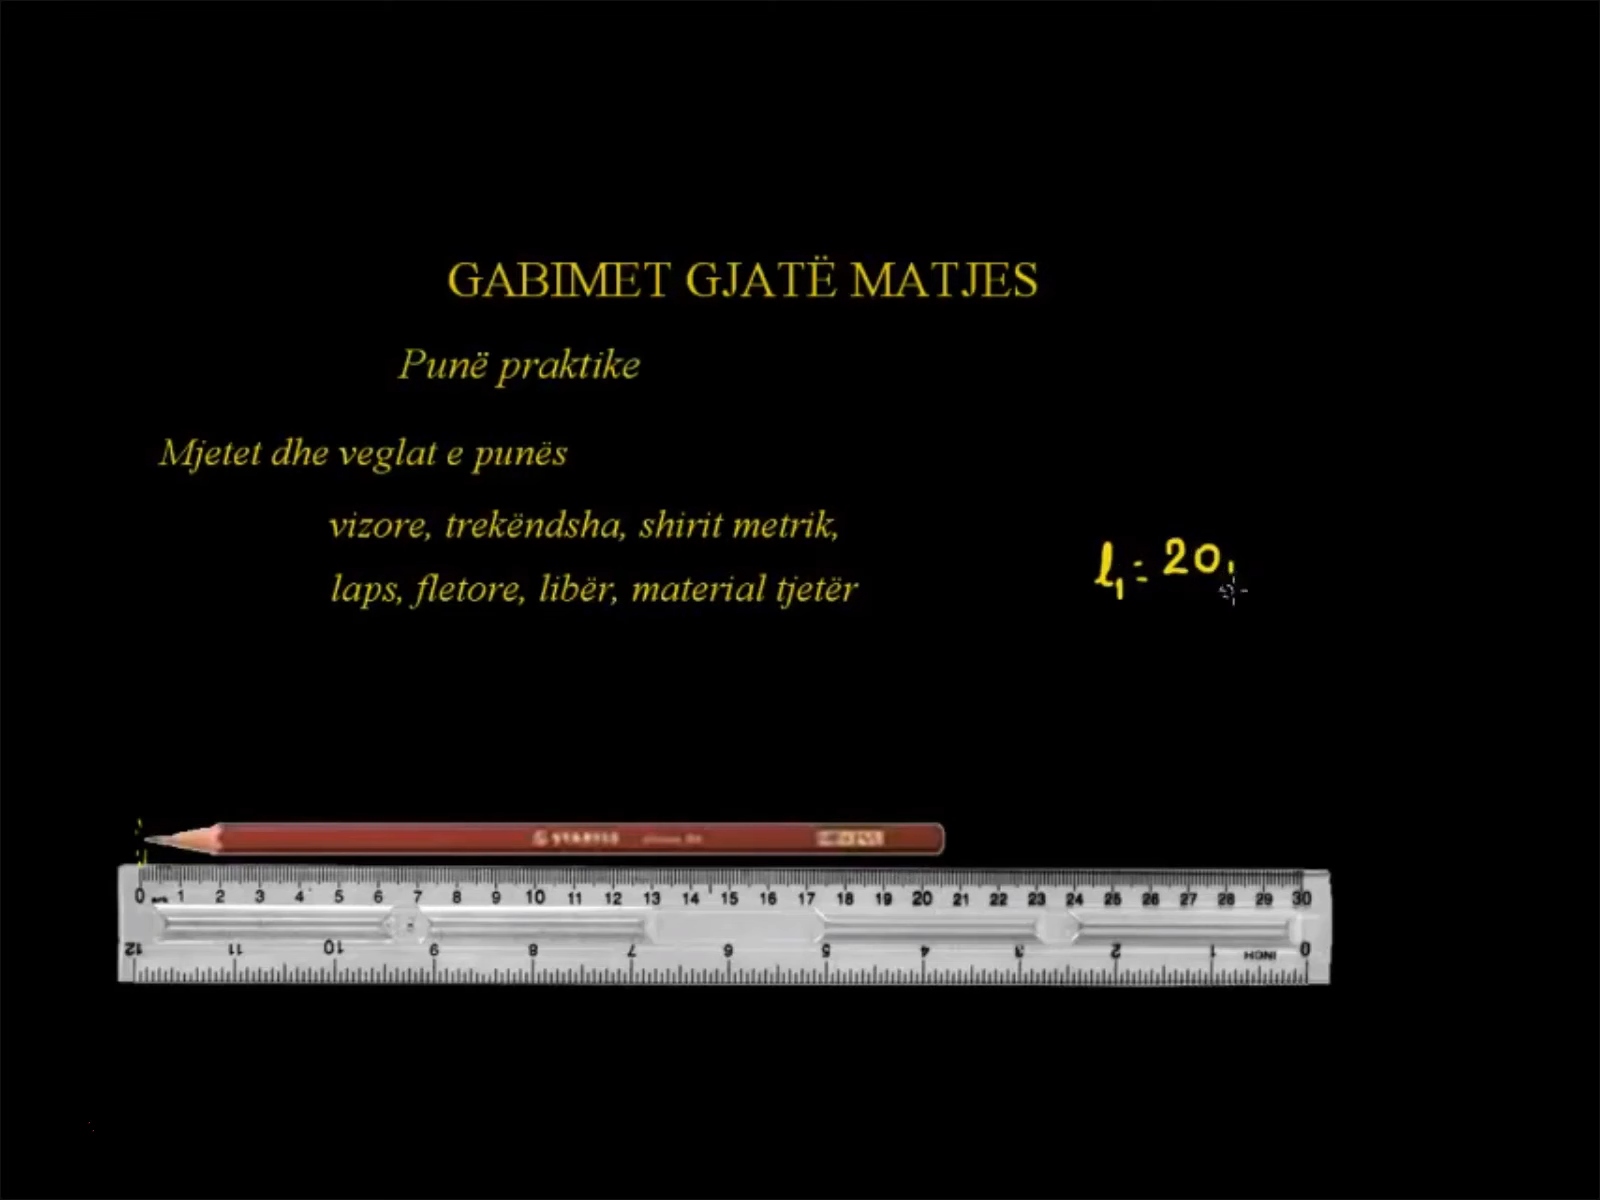 GABIMET GJATË MATJES
Punë praktike
Mjetet dhe veglat e punës
vizore, trekëndsha, shirit metrik,
laps, fletore, libër, material tjetër
l₁ = 20,
0 1 2 3 4 5 6 7 8 9 10 11 12 13 14 15 16 17 18 19 20 21 22 23 24 25 26 27 28 29 30
12 11 10 9 8 7 6 5 4 3 2 1 INCH 0